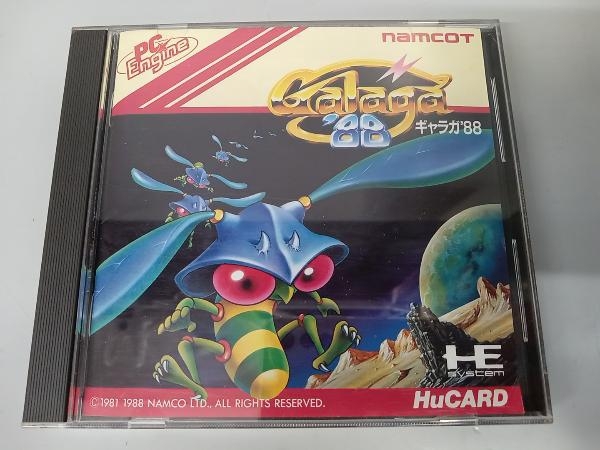 PC Engine
namcot
Galaga
'88
ギャラガ'88
HE
system
©1981 1988 NAMCO LTD., ALL RIGHTS RESERVED.
HuCARD